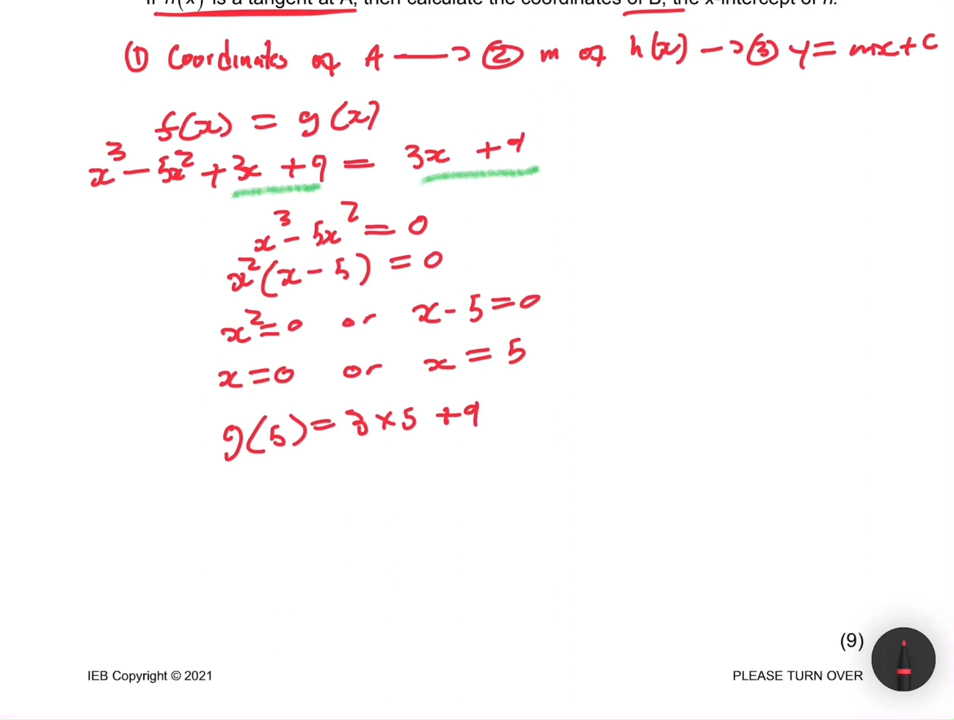 If h(x) is a tangent at A, then calculate the coordinates of B, the x-intercept of h.
① Coordinates of A → ② m of h(x) → ③ y = mx + c
f(x) = g(x)
x³ − 5x² + 3x + 9 = 3x + 9
x³ − 5x² = 0
x²(x − 5) = 0
x² = 0 or x − 5 = 0
x = 0 or x = 5
g(5) = 3 × 5 + 9
(9)
IEB Copyright © 2021 PLEASE TURN OVER